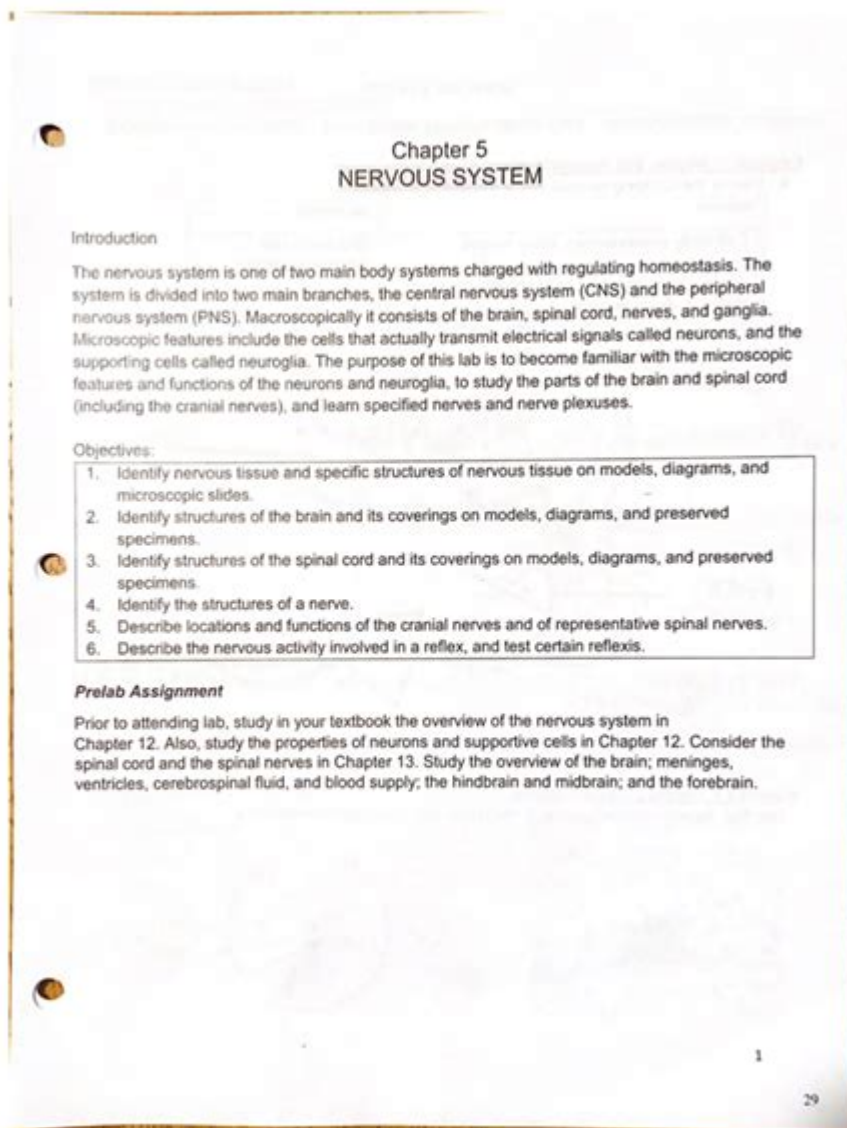 Chapter 5
NERVOUS SYSTEM
Introduction
The nervous system is one of two main body systems charged with regulating homeostasis. The
system is divided into two main branches, the central nervous system (CNS) and the peripheral
nervous system (PNS). Macroscopically it consists of the brain, spinal cord, nerves, and ganglia.
Microscopic features include the cells that actually transmit electrical signals called neurons, and the
supporting cells called neuroglia. The purpose of this lab is to become familiar with the microscopic
features and functions of the neurons and neuroglia, to study the parts of the brain and spinal cord
(including the cranial nerves), and learn specified nerves and nerve plexuses.
Objectives:
1. Identify nervous tissue and specific structures of nervous tissue on models, diagrams, and
microscopic slides.
2. Identify structures of the brain and its coverings on models, diagrams, and preserved
specimens.
3. Identify structures of the spinal cord and its coverings on models, diagrams, and preserved
specimens.
4. Identify the structures of a nerve.
5. Describe locations and functions of the cranial nerves and of representative spinal nerves.
6. Describe the nervous activity involved in a reflex, and test certain reflexis.
Prelab Assignment
Prior to attending lab, study in your textbook the overview of the nervous system in
Chapter 12. Also, study the properties of neurons and supportive cells in Chapter 12. Consider the
spinal cord and the spinal nerves in Chapter 13. Study the overview of the brain; meninges,
ventricles, cerebrospinal fluid, and blood supply; the hindbrain and midbrain; and the forebrain.
1
29